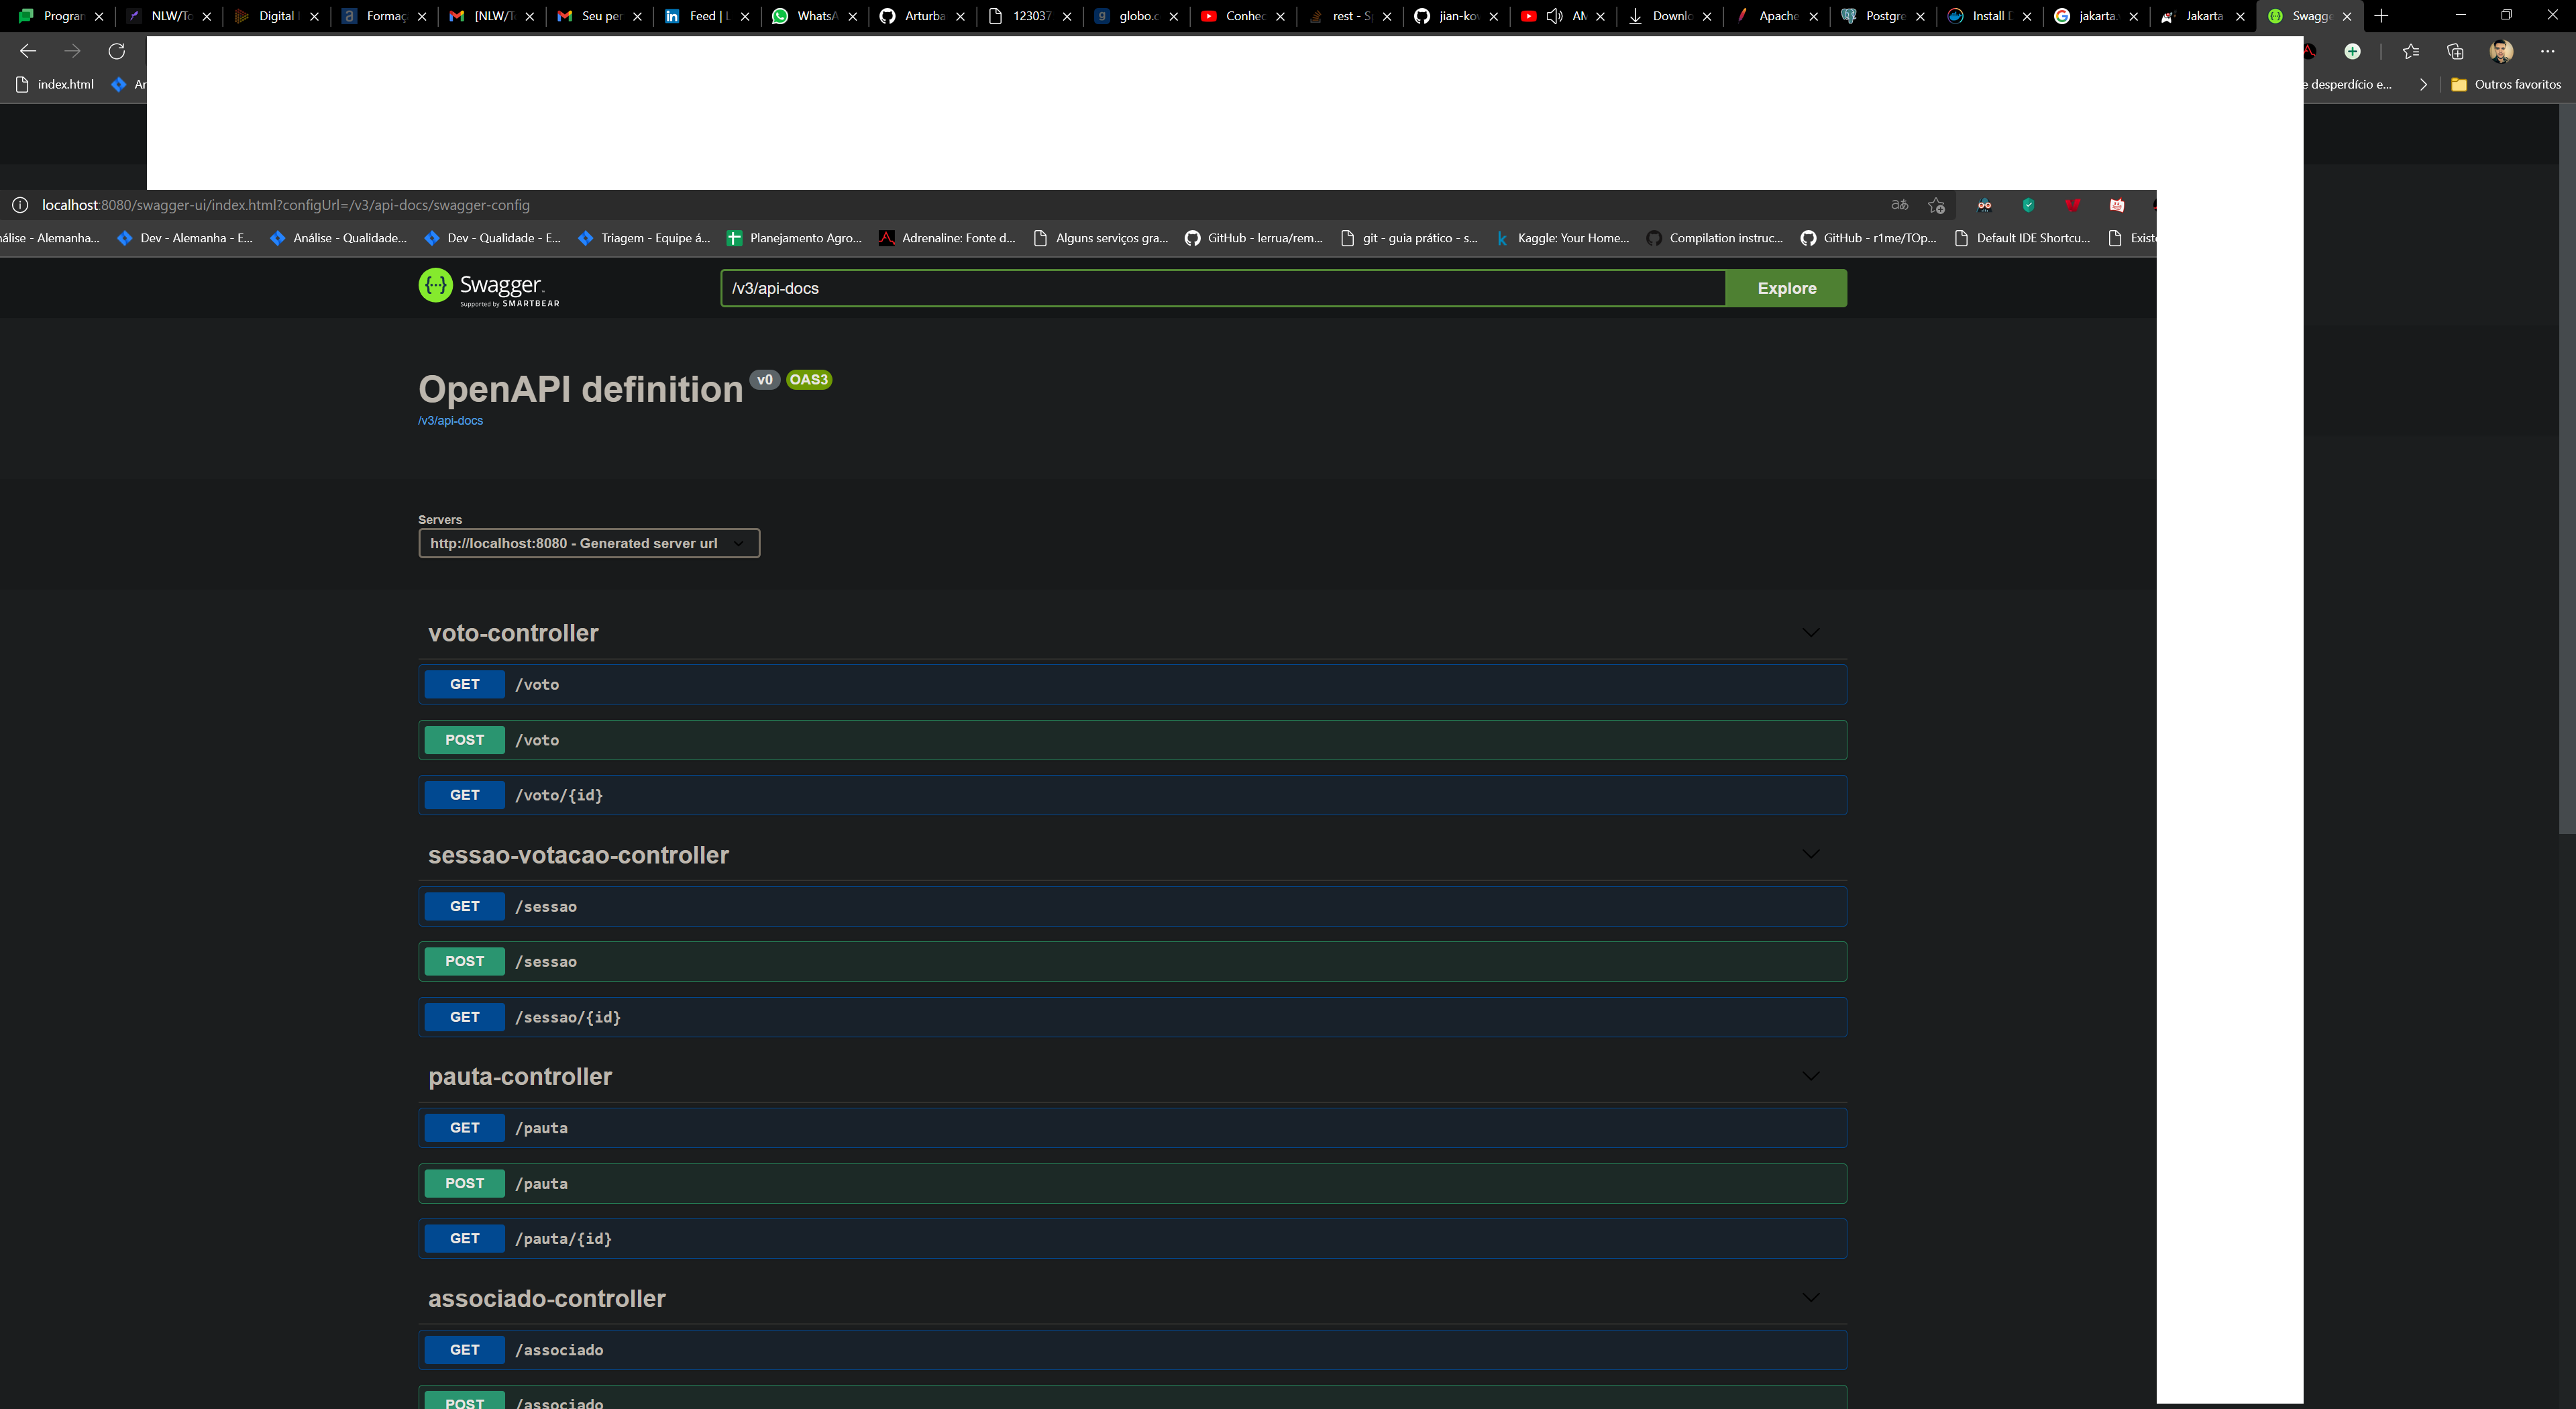 Progran NLW/To Digital Formaç [NLW/T Seu per Feed | L WhatsA Arturba 123037 globo.c Conhec rest - S jian-kov AM Downlo Apache Postgre Install D jakarta.v Jakarta Swagge
index.html An
e desperdício e... Outros favoritos
localhost:8080/swagger-ui/index.html?configUrl=/v3/api-docs/swagger-config
álise - Alemanha... Dev - Alemanha - E... Análise - Qualidade... Dev - Qualidade - E... Triagem - Equipe á... Planejamento Agro... Adrenaline: Fonte d... Alguns serviços gra... GitHub - lerrua/rem... git - guia prático - s... Kaggle: Your Home... Compilation instruc... GitHub - r1me/TOp... Default IDE Shortcu... Existe
Swagger
Supported by SMARTBEAR
/v3/api-docs
Explore
OpenAPI definition v0 OAS3
/v3/api-docs
Servers
http://localhost:8080 - Generated server url
voto-controller
GET /voto
POST /voto
GET /voto/{id}
sessao-votacao-controller
GET /sessao
POST /sessao
GET /sessao/{id}
pauta-controller
GET /pauta
POST /pauta
GET /pauta/{id}
associado-controller
GET /associado
POST /associado